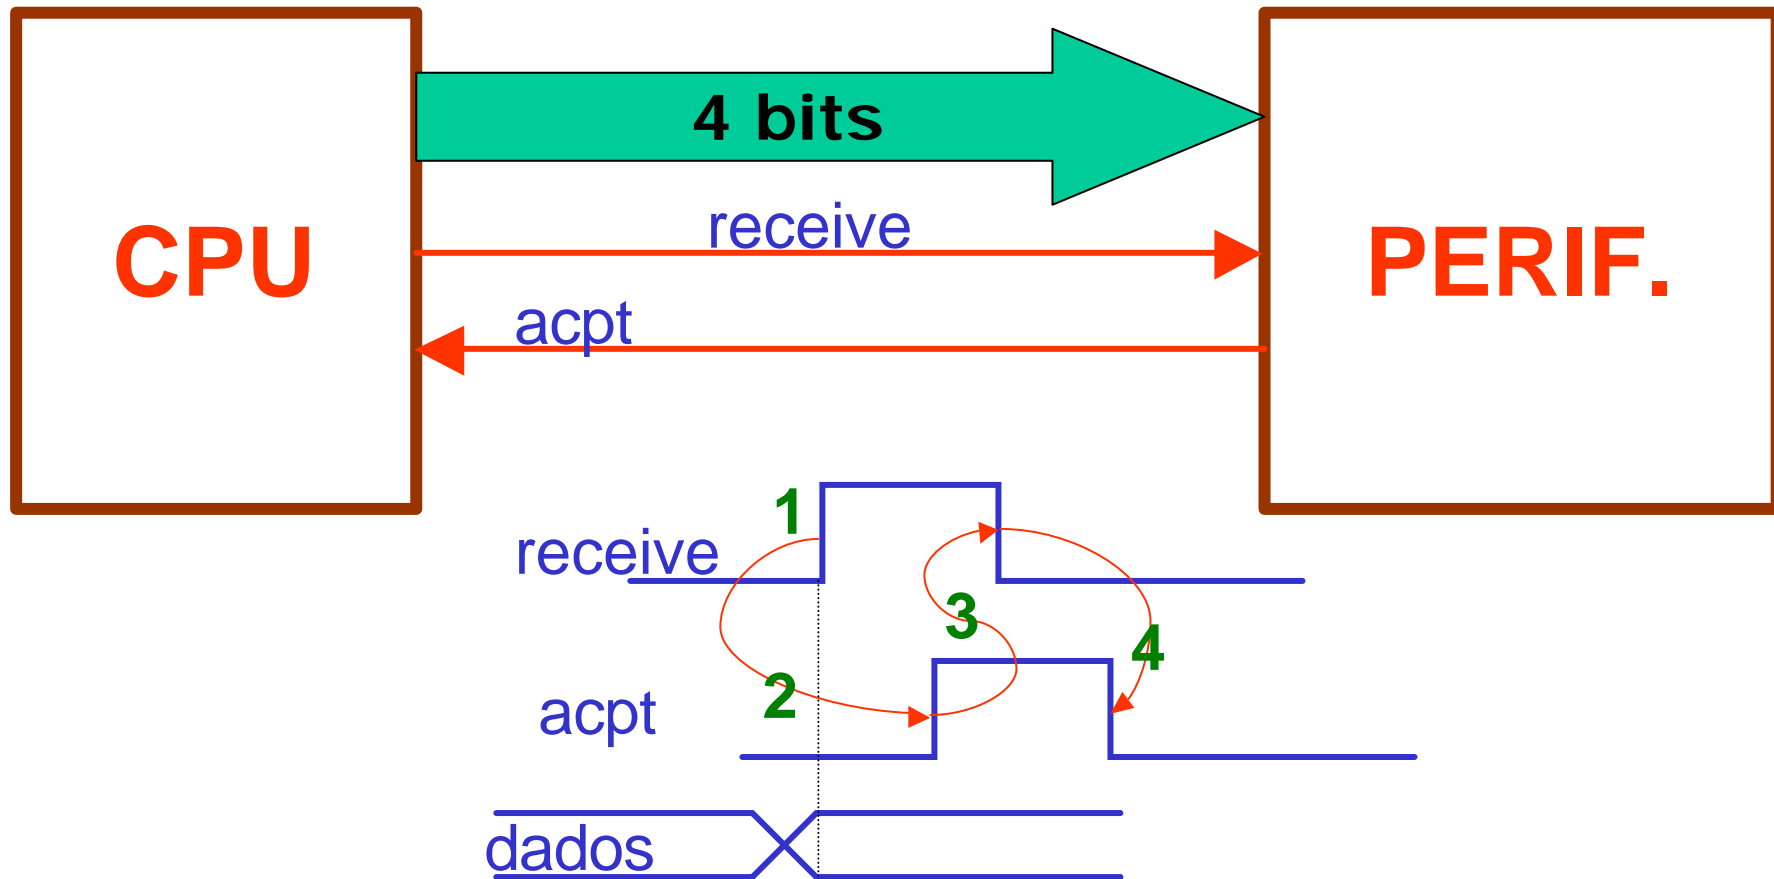 4 bits
receive
CPU
PERIF.
acpt
1
receive
3
4
2
acpt
dados